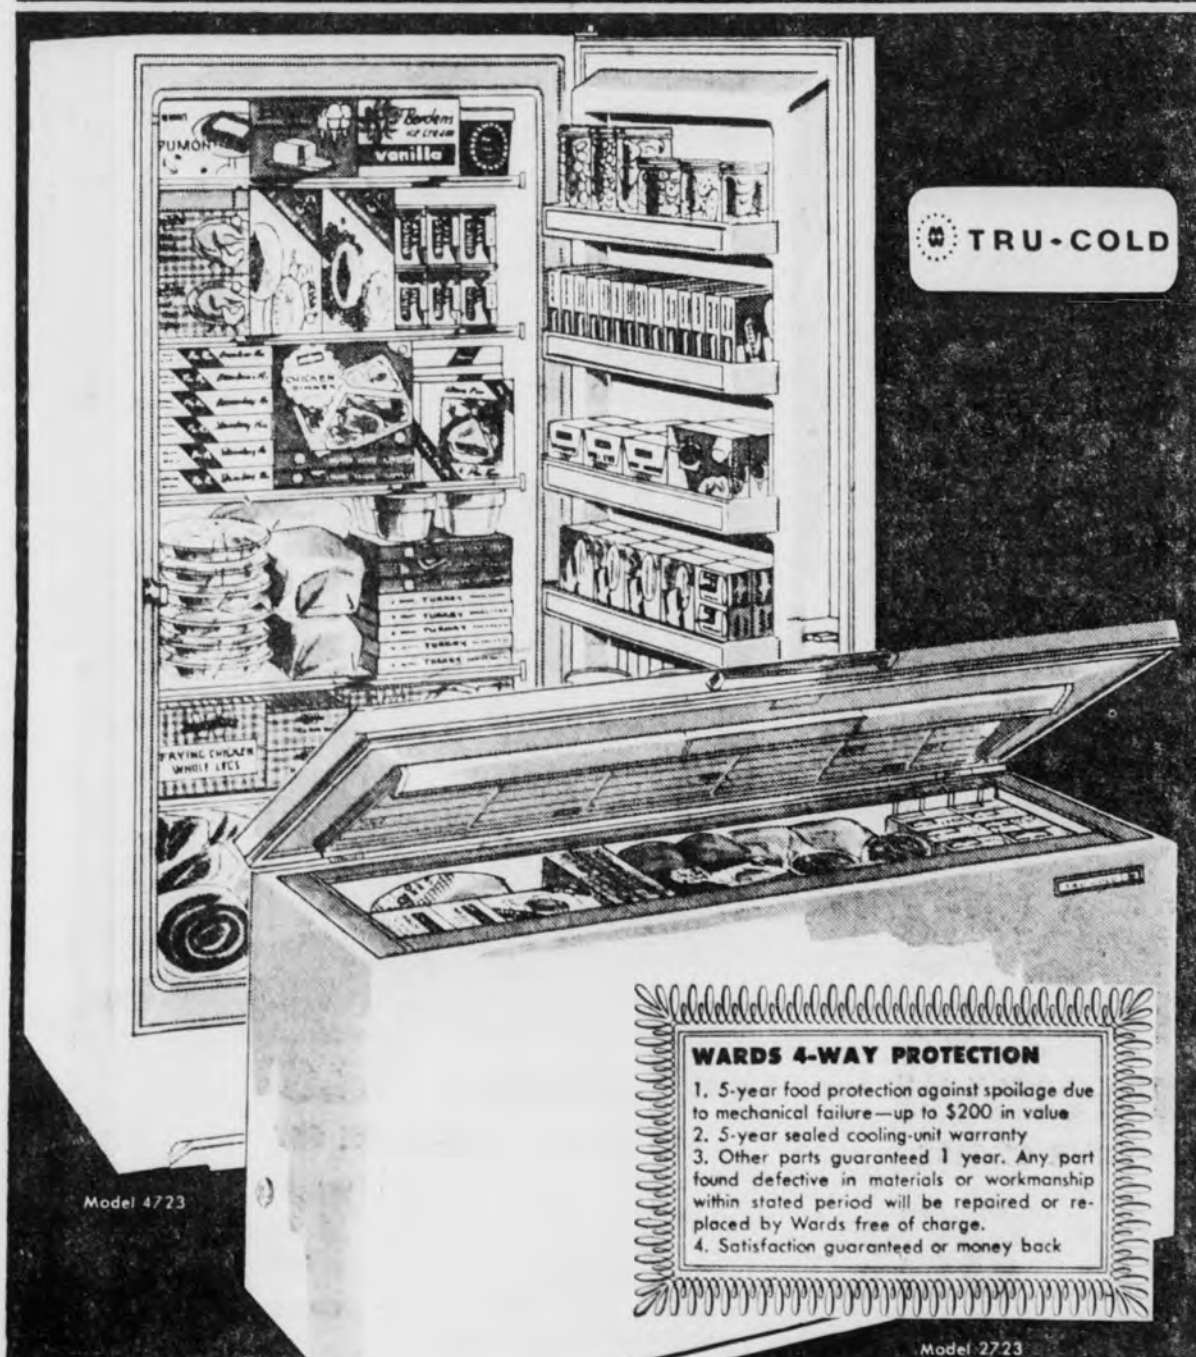 Bordens
ice cream
vanilla
TRU-COLD
CHICKEN
DINNER
TURKEY
TURKEY
TURKEY
TURKEY
TURKEY
FRYING CHICKEN
WHOLE LEGS
WARDS 4-WAY PROTECTION
1. 5-year food protection against spoilage due
to mechanical failure—up to $200 in value
2. 5-year sealed cooling-unit warranty
3. Other parts guaranteed 1 year. Any part
found defective in materials or workmanship
within stated period will be repaired or re-
placed by Wards free of charge.
4. Satisfaction guaranteed or money back
Model 4723
Model 2723